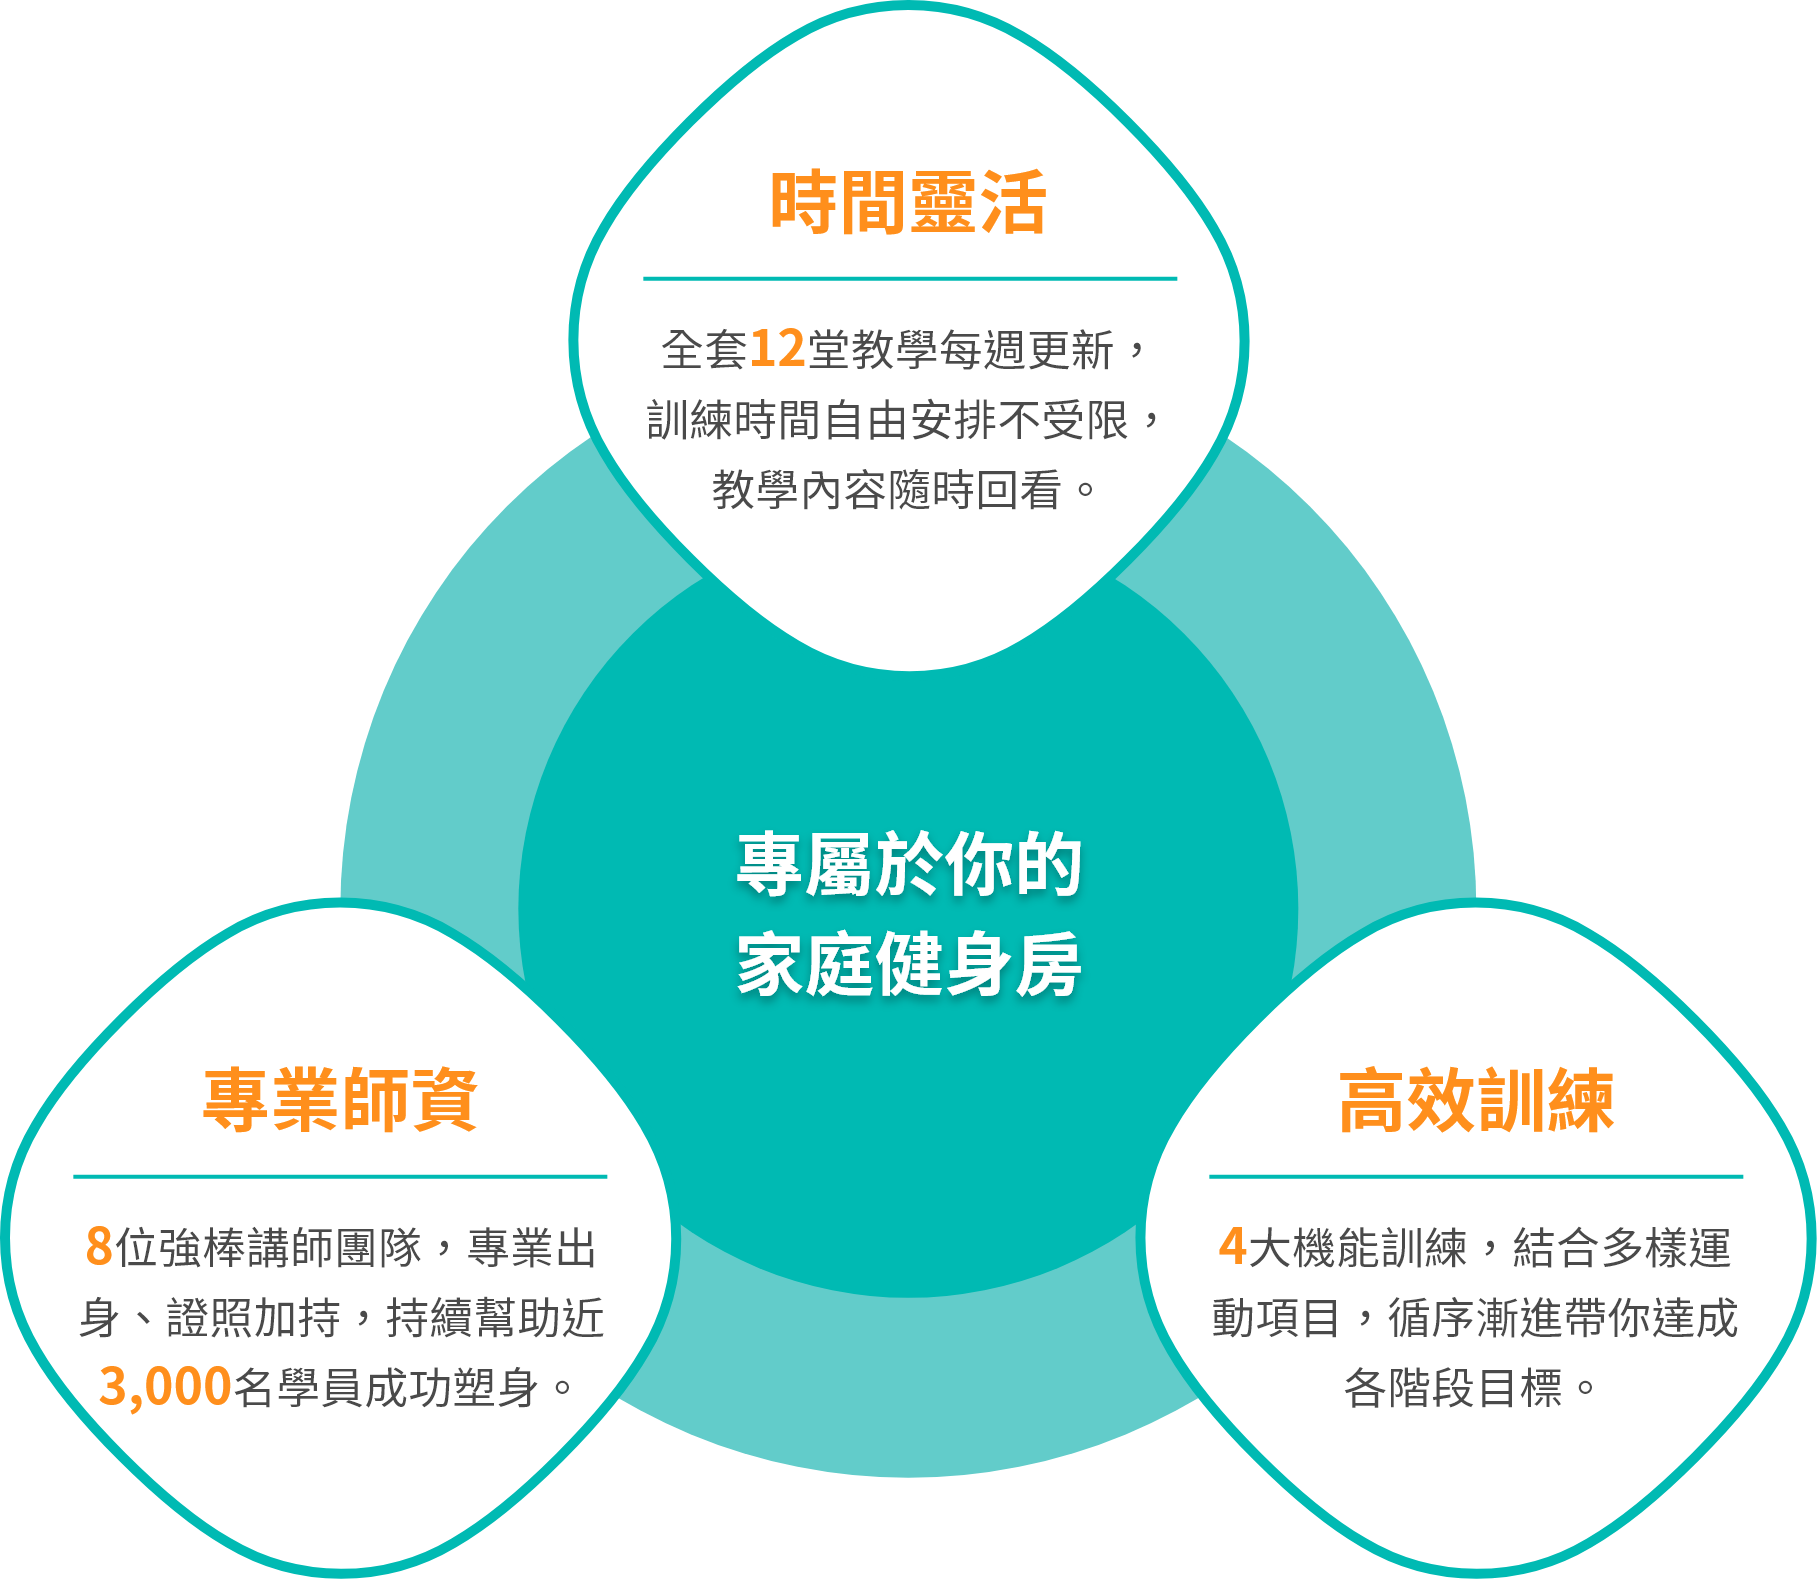 時間靈活
全套12堂教學每週更新，
訓練時間自由安排不受限，
教學內容隨時回看。
專屬於你的
家庭健身房
專業師資
8位強棒講師團隊，專業出
身、證照加持，持續幫助近
3,000名學員成功塑身。
高效訓練
4大機能訓練，結合多樣運
動項目，循序漸進帶你達成
各階段目標。